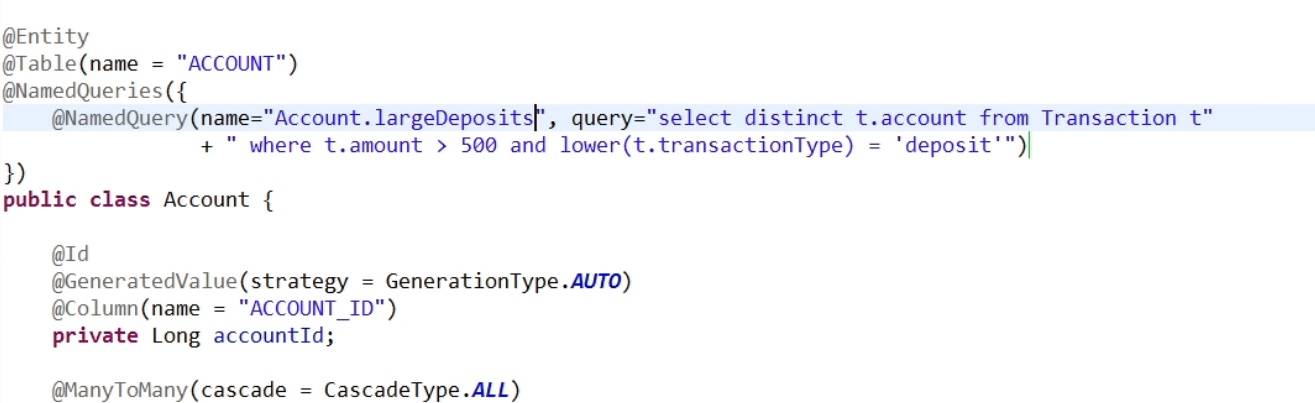 @Entity
@Table(name = "ACCOUNT")
@NamedQueries({
    @NamedQuery(name="Account.largeDeposits", query="select distinct t.account from Transaction t"
                + " where t.amount > 500 and lower(t.transactionType) = 'deposit'")
})
public class Account {

    @Id
    @GeneratedValue(strategy = GenerationType.AUTO)
    @Column(name = "ACCOUNT_ID")
    private Long accountId;

    @ManyToMany(cascade = CascadeType.ALL)